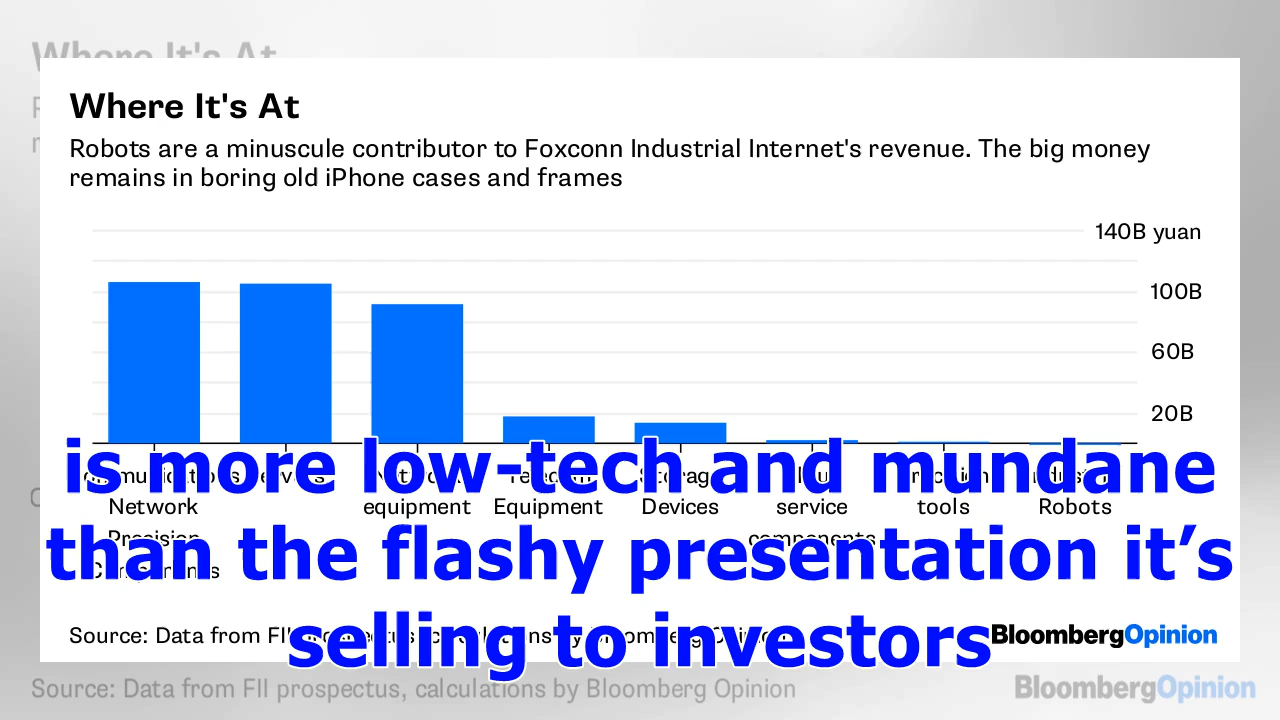 Where It's At
Where It's At
Robots are a minuscule contributor to Foxconn Industrial Internet's revenue. The big money
remains in boring old iPhone cases and frames
140B yuan
100B
60B
20B
is more low-tech and mundane
Network
equipment
Equipment
Devices
service
tools
Robots
than the flashy presentation it's
Source: Data from FII
selling to investors
BloombergOpinion
Source: Data from FII prospectus, calculations by Bloomberg Opinion
BloombergOpinion